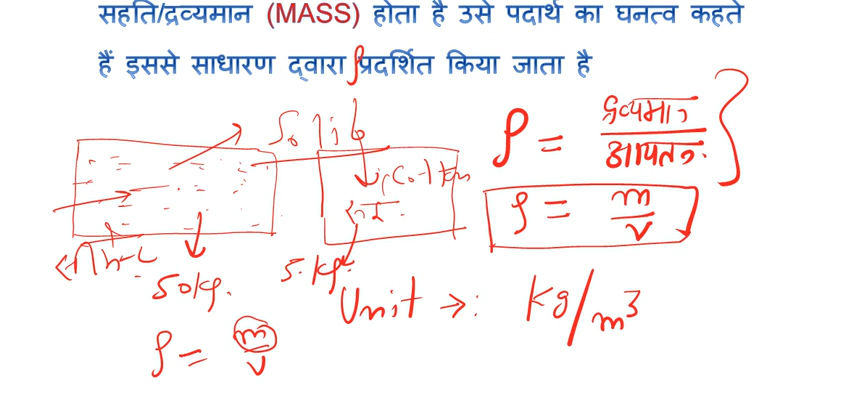 सहति/द्रव्यमान (MASS) होता है उसे पदार्थ का घनत्व कहते
हैं इससे साधारण द्वारा ρ प्रदर्शित किया जाता है
ρ = द्रव्यमान / आयतन
Solid
ρ = m/v
सीमेन्ट
50kg.
5.kg.
Unit →: kg/m³
ρ = m/v